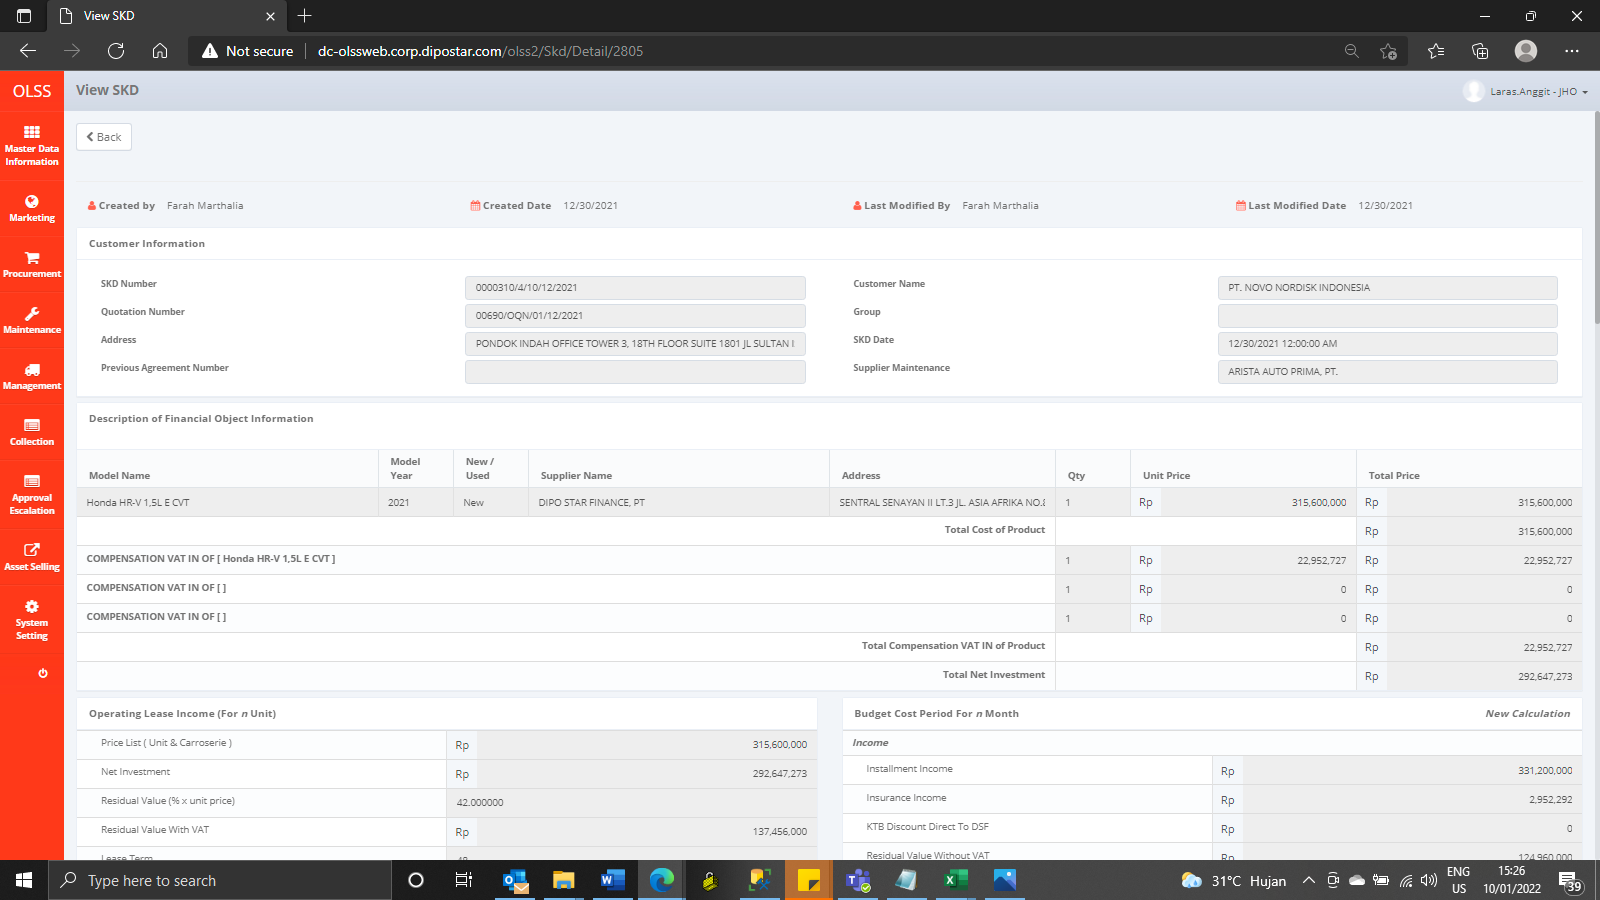 View SKD
Not secure
dc-olssweb.corp.dipostar.com/olss2/Skd/Detail/2805
OLSS
View SKD
Laras.Anggit - JHO
Back
Master Data
Information
Marketing
Procurement
Maintenance
Management
Collection
Approval
Escalation
Asset Selling
System
Setting
Created by Farah Marthalia
Created Date 12/30/2021
Last Modified By Farah Marthalia
Last Modified Date 12/30/2021
Customer Information
SKD Number 0000310/4/10/12/2021
Customer Name PT. NOVO NORDISK INDONESIA
Quotation Number 00690/OQN/01/12/2021
Group
Address PONDOK INDAH OFFICE TOWER 3, 18TH FLOOR SUITE 1801 JL SULTAN I
SKD Date 12/30/2021 12:00:00 AM
Previous Agreement Number
Supplier Maintenance ARISTA AUTO PRIMA, PT.
Description of Financial Object Information
Model Name Model Year New / Used Supplier Name Address Qty Unit Price Total Price
Honda HR-V 1,5L E CVT 2021 New DIPO STAR FINANCE, PT SENTRAL SENAYAN II LT.3 JL. ASIA AFRIKA NO.8 1 Rp 315,600,000 Rp 315,600,000
Total Cost of Product Rp 315,600,000
COMPENSATION VAT IN OF [ Honda HR-V 1,5L E CVT ] 1 Rp 22,952,727 Rp 22,952,727
COMPENSATION VAT IN OF [ ] 1 Rp 0 Rp 0
COMPENSATION VAT IN OF [ ] 1 Rp 0 Rp 0
Total Compensation VAT IN of Product Rp 22,952,727
Total Net Investment Rp 292,647,273
Operating Lease Income (For n Unit)
Price List ( Unit & Carroserie ) Rp 315,600,000
Net Investment Rp 292,647,273
Residual Value (% x unit price) 42.000000
Residual Value With VAT Rp 137,456,000
Lease Term 48
Budget Cost Period For n Month New Calculation
Income
Installment Income Rp 331,200,000
Insurance Income Rp 2,952,292
KTB Discount Direct To DSF Rp 0
Residual Value Without VAT Rp 124,960,000
Type here to search
31°C Hujan
ENG
US
15:26
10/01/2022
39